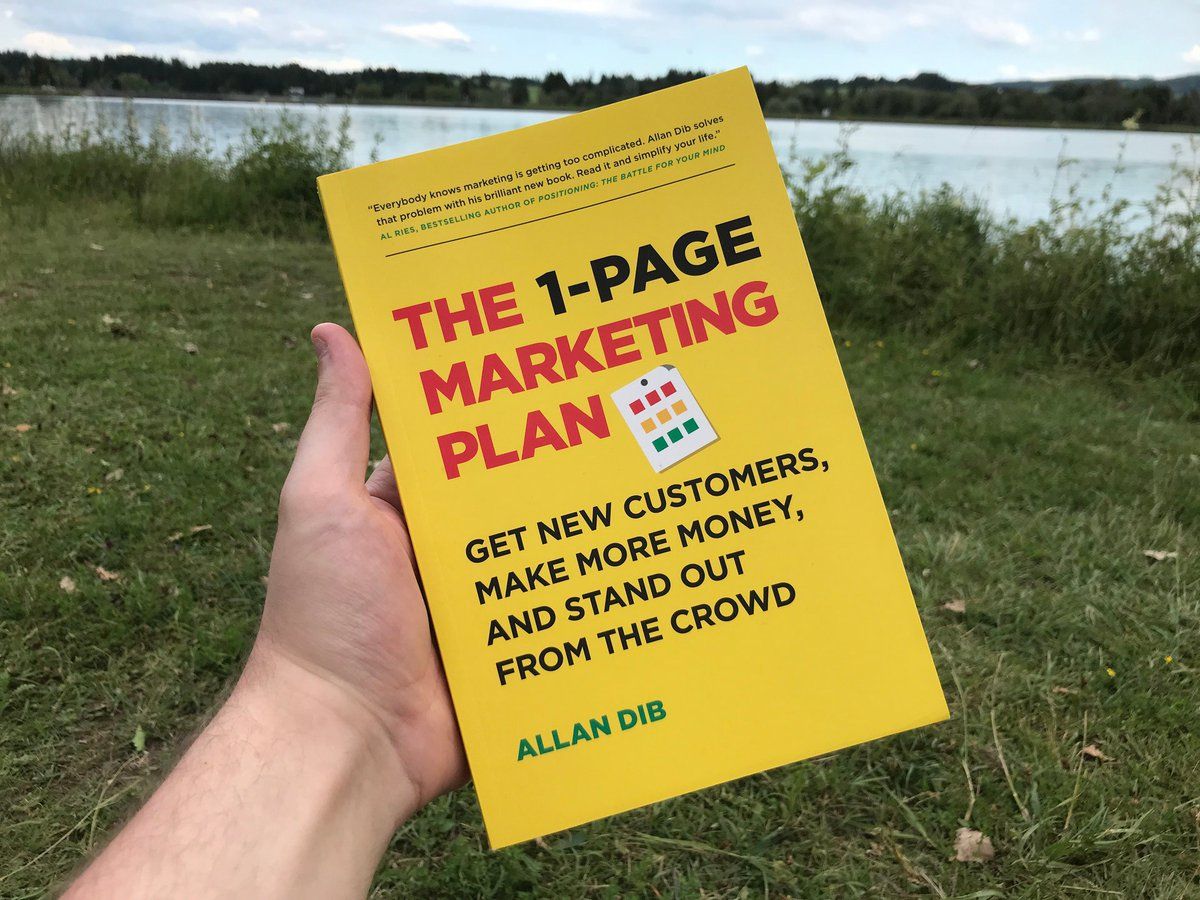 “Everybody knows marketing is getting too complicated. Allan Dib solves
that problem with his brilliant new book. Read it and simplify your life.”
AL RIES, BESTSELLING AUTHOR OF POSITIONING: THE BATTLE FOR YOUR MIND
THE 1-PAGE
MARKETING
PLAN
GET NEW CUSTOMERS,
MAKE MORE MONEY,
AND STAND OUT
FROM THE CROWD
ALLAN DIB